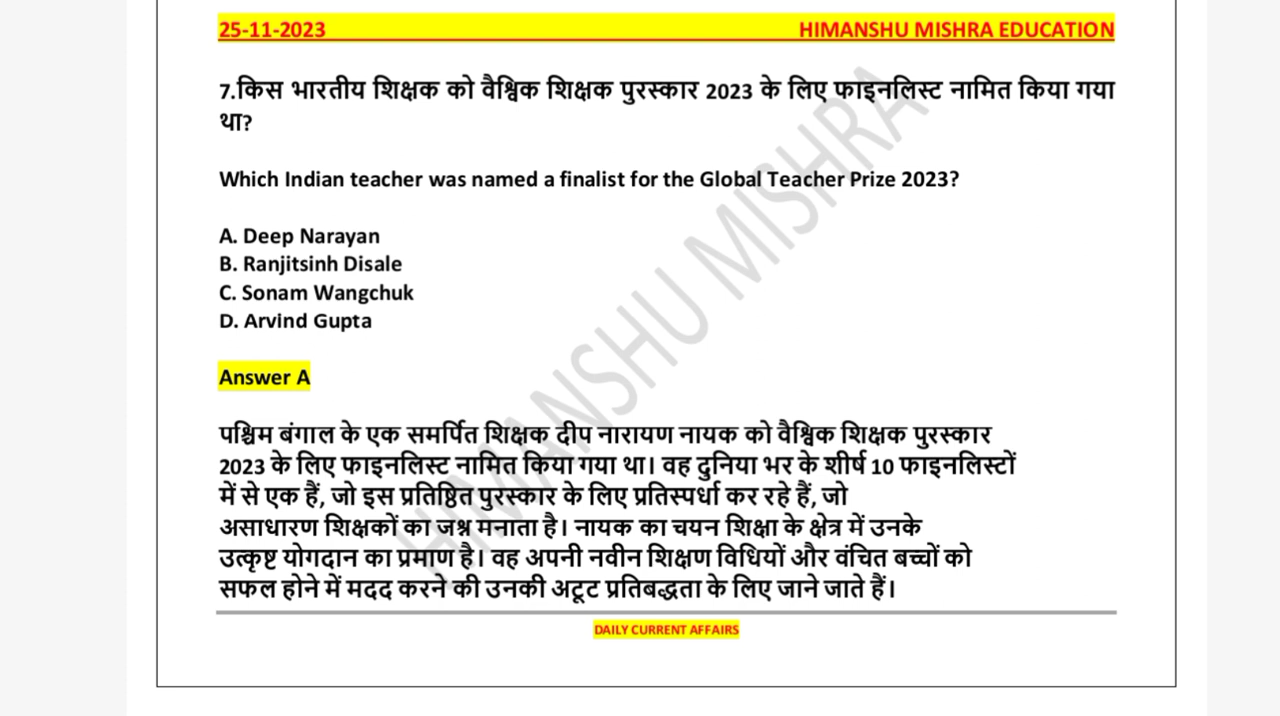 25-11-2023 HIMANSHU MISHRA EDUCATION
7.किस भारतीय शिक्षक को वैश्विक शिक्षक पुरस्कार 2023 के लिए फाइनलिस्ट नामित किया गया
था?
Which Indian teacher was named a finalist for the Global Teacher Prize 2023?
A. Deep Narayan
B. Ranjitsinh Disale
C. Sonam Wangchuk
D. Arvind Gupta
Answer A
पश्चिम बंगाल के एक समर्पित शिक्षक दीप नारायण नायक को वैश्विक शिक्षक पुरस्कार
2023 के लिए फाइनलिस्ट नामित किया गया था। वह दुनिया भर के शीर्ष 10 फाइनलिस्टों
में से एक हैं, जो इस प्रतिष्ठित पुरस्कार के लिए प्रतिस्पर्धा कर रहे हैं, जो
असाधारण शिक्षकों का जश्न मनाता है। नायक का चयन शिक्षा के क्षेत्र में उनके
उत्कृष्ट योगदान का प्रमाण है। वह अपनी नवीन शिक्षण विधियों और वंचित बच्चों को
सफल होने में मदद करने की उनकी अटूट प्रतिबद्धता के लिए जाने जाते हैं।
DAILY CURRENT AFFAIRS
HIMANSHU MISHRA